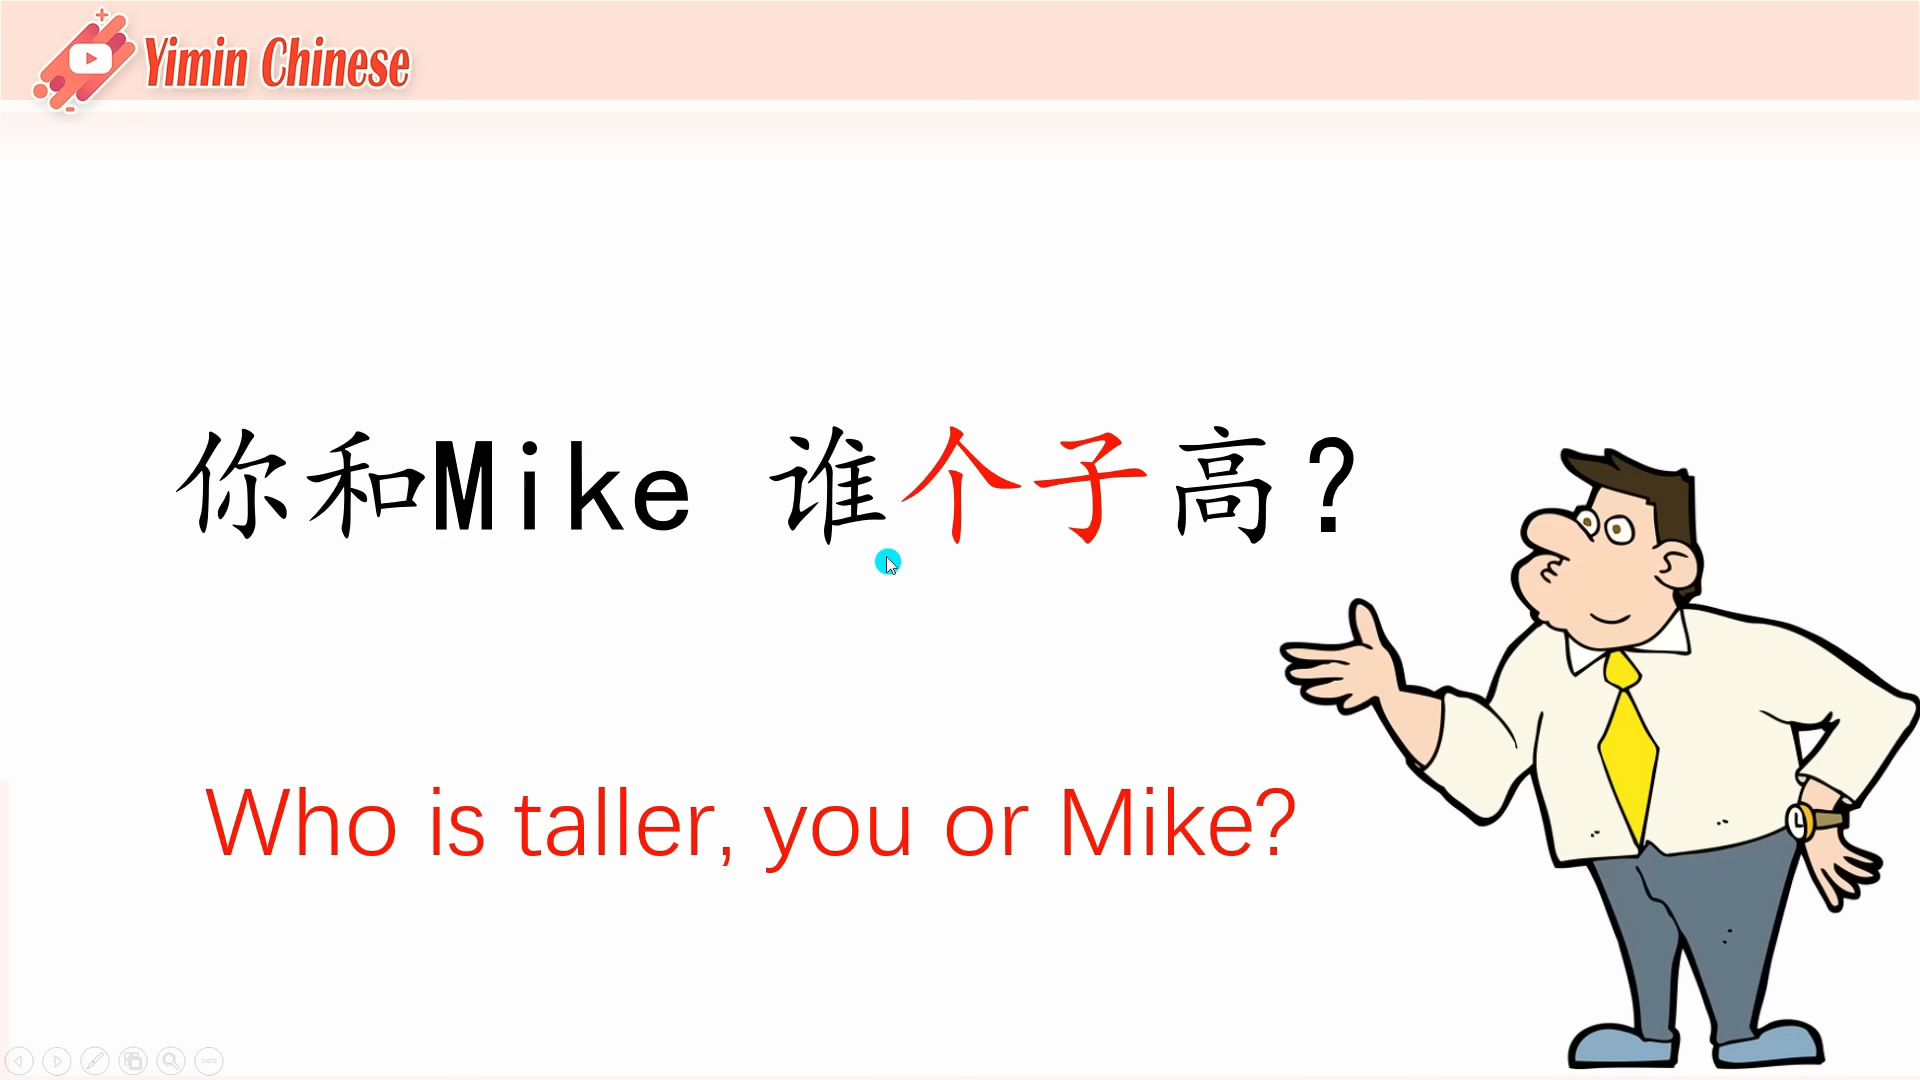 Yimin Chinese
你和Mike 谁个子高?
Who is taller, you or Mike?